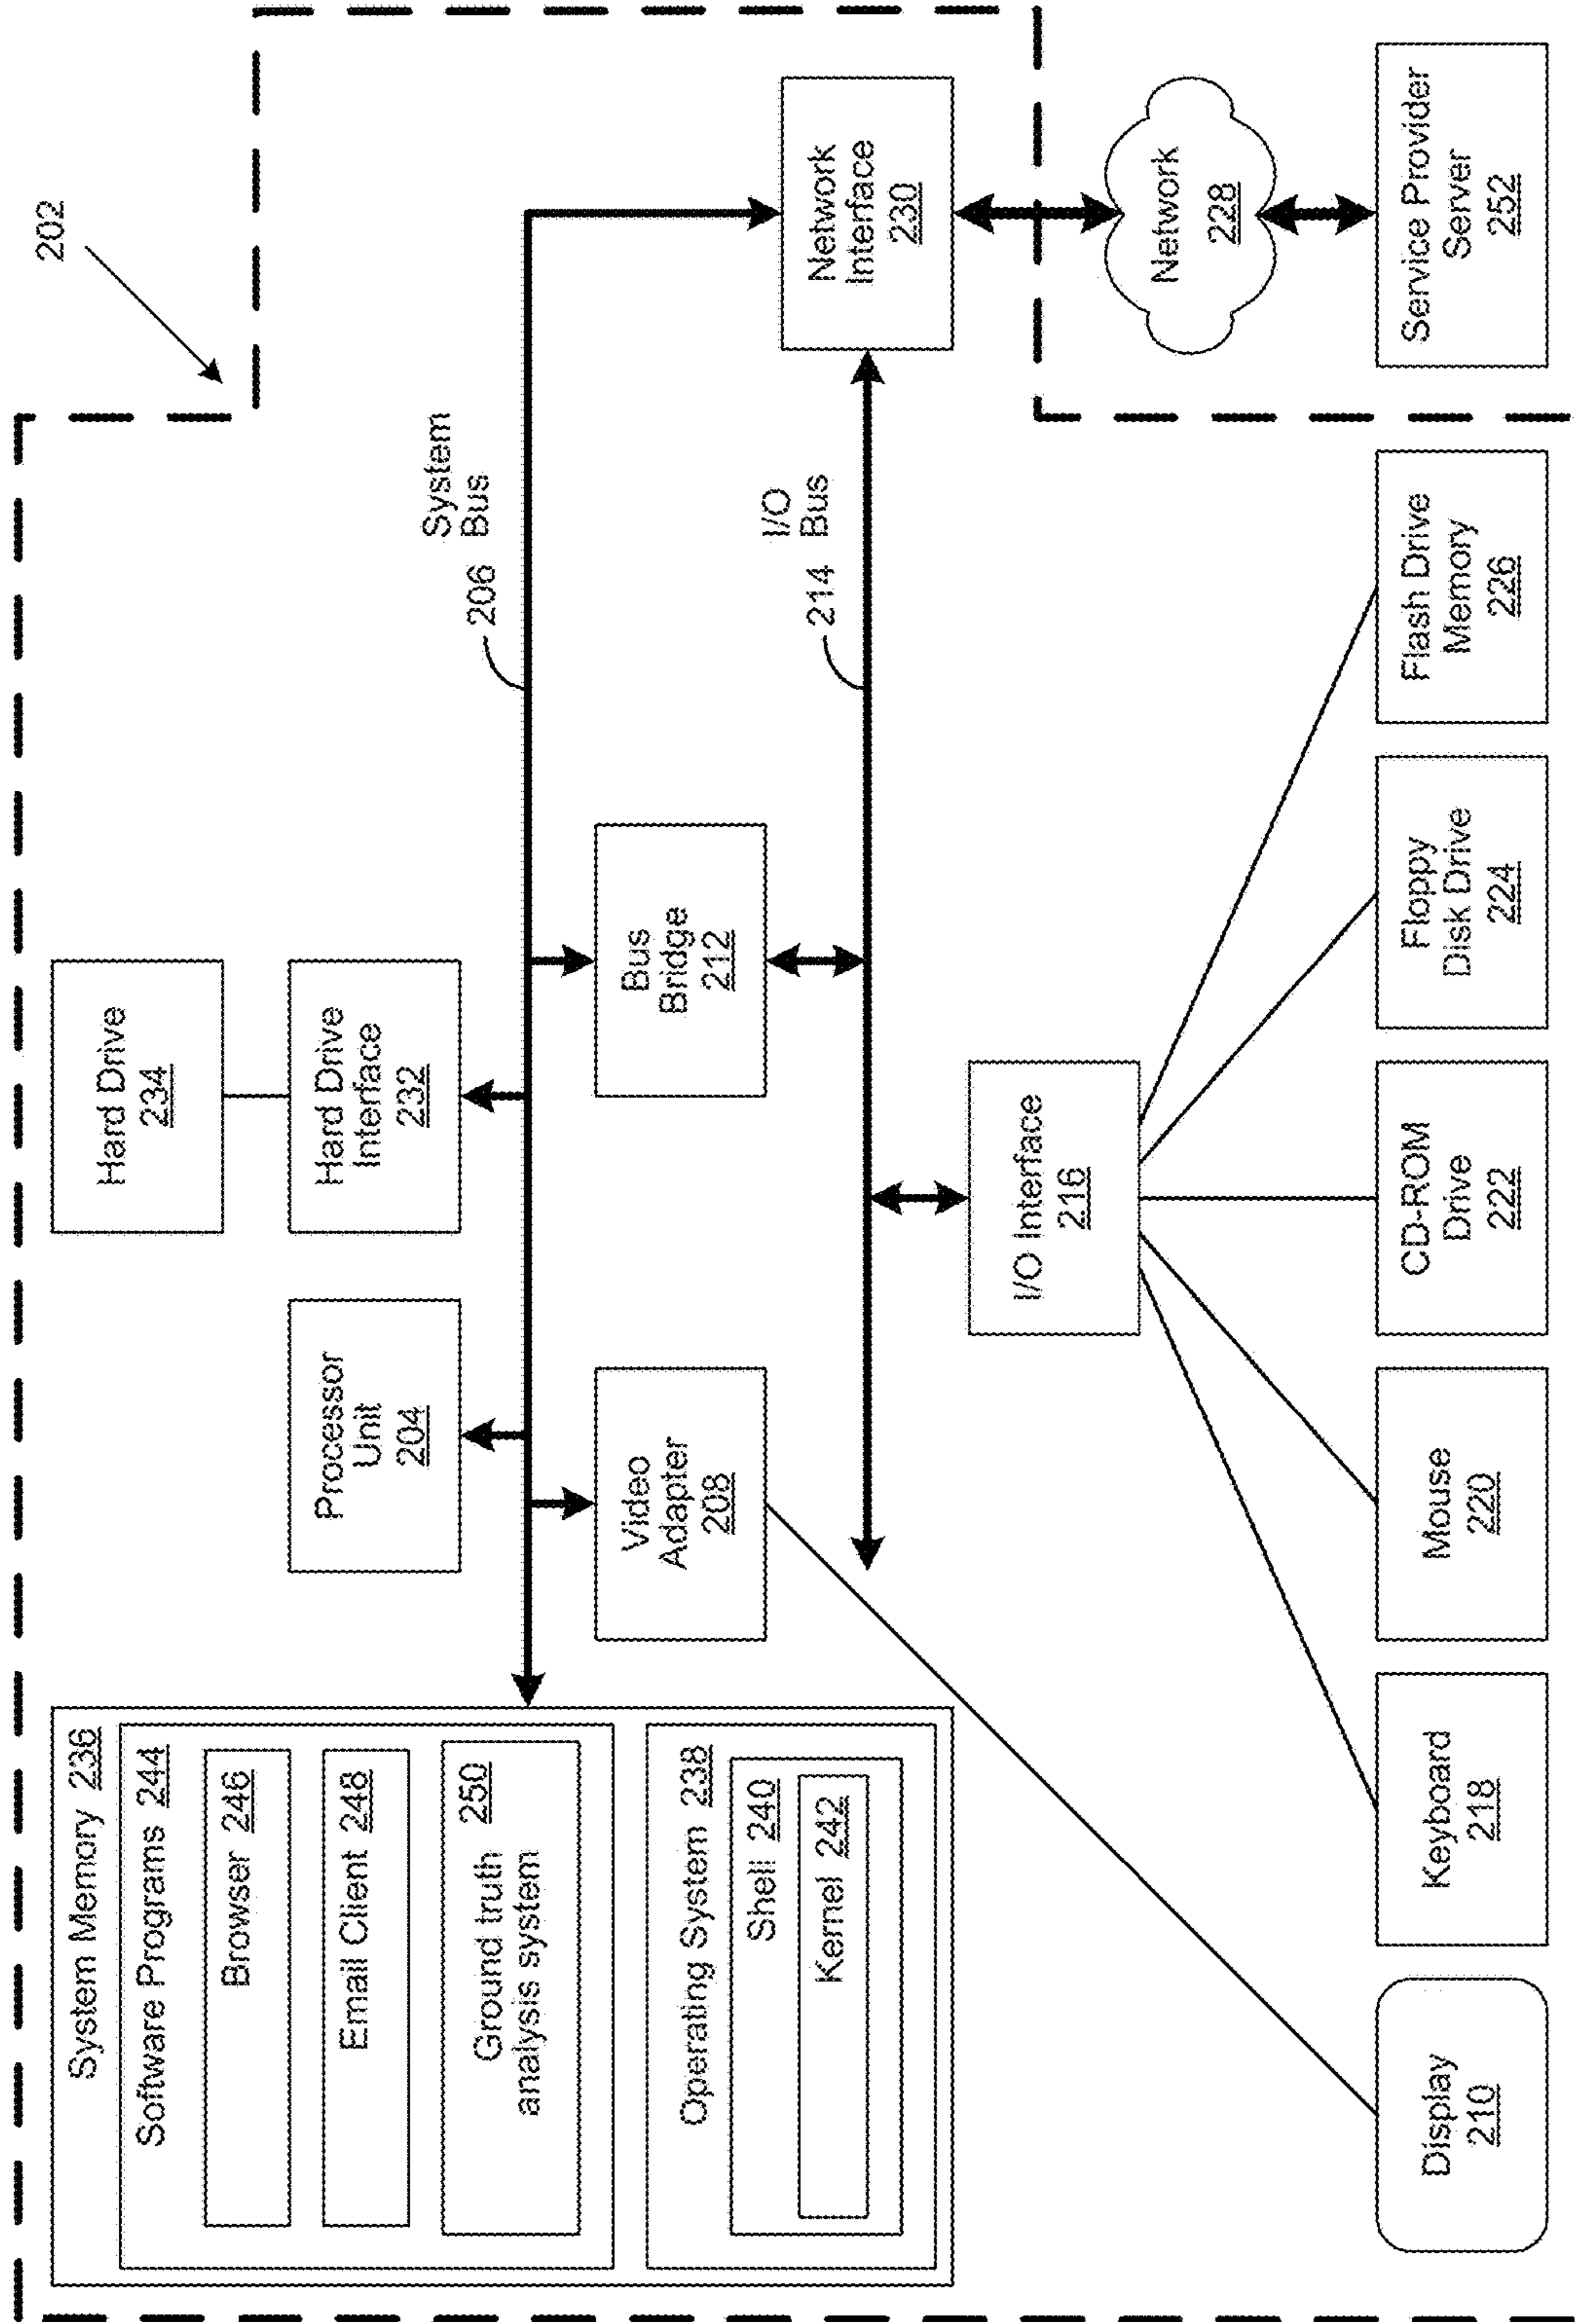 202
System Memory 236
Software Programs 244
Browser 246
Email Client 248
Ground truth 250
analysis system
Operating System 238
Shell 240
Kernel 242
Processor
Unit
204
Video
Adapter
208
Hard Drive
234
Hard Drive
Interface
232
Bus
Bridge
212
System
206 Bus
I/O
214 Bus
Network
Interface
230
I/O Interface
216
Network
228
Display
210
Keyboard
218
Mouse
220
CD-ROM
Drive
222
Floppy
Disk Drive
224
Flash Drive
Memory
226
Service Provider
Server
252